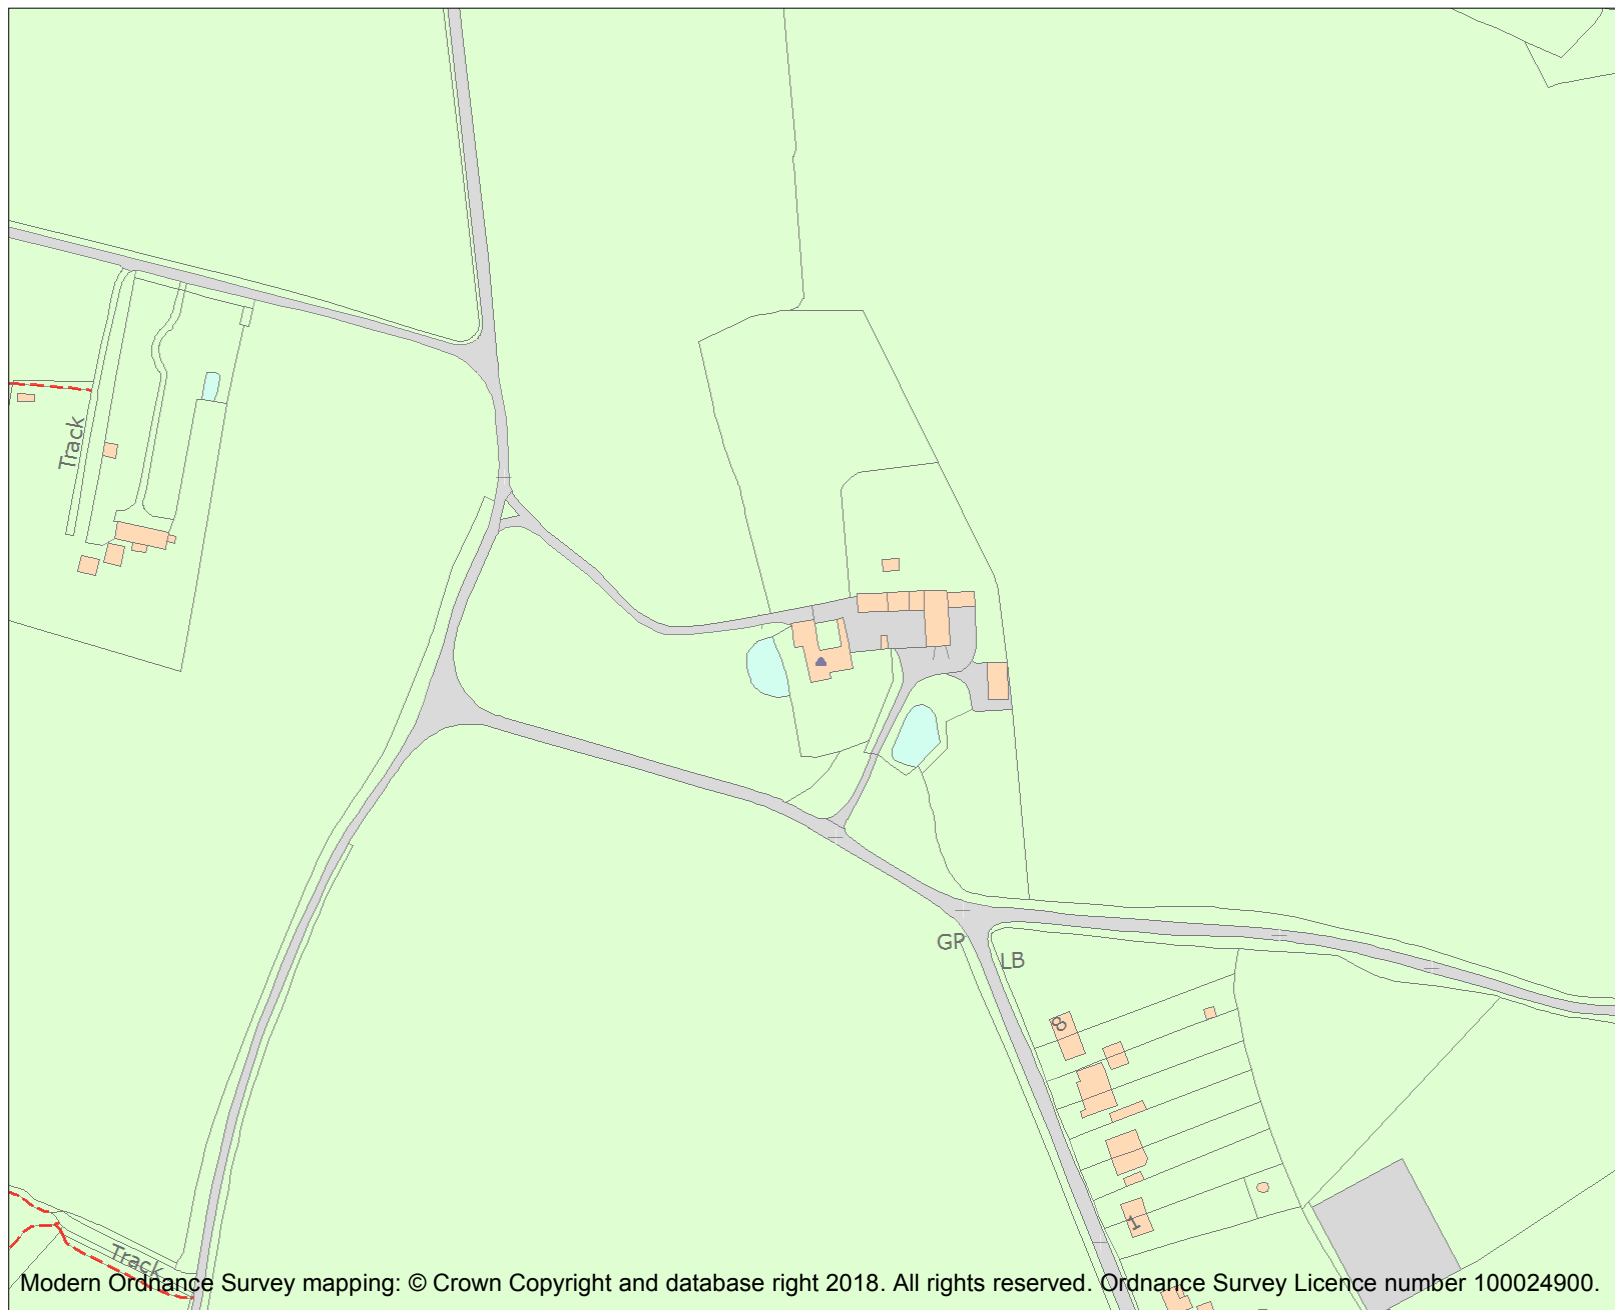 Track
GP
LB
8
1
Track
Modern Ordnance Survey mapping: © Crown Copyright and database right 2018. All rights reserved. Ordnance Survey Licence number 100024900.